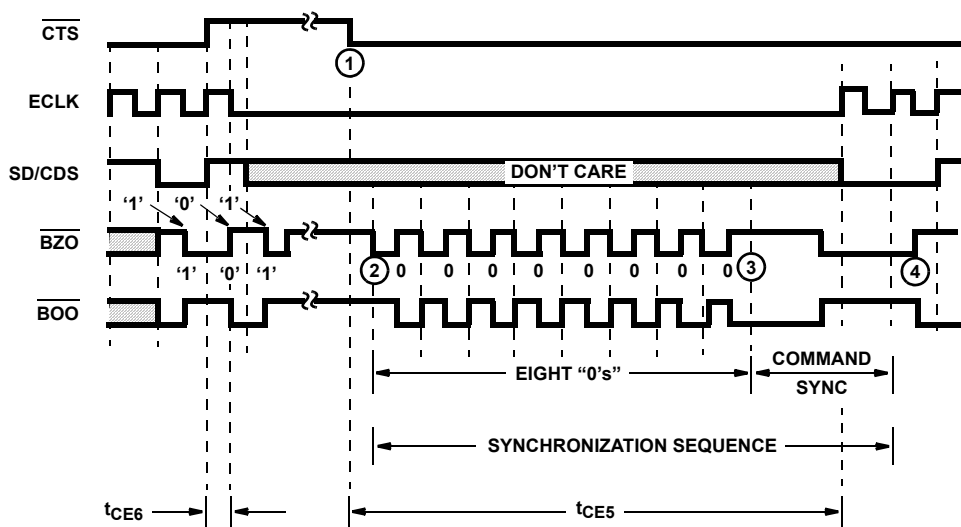 CTS
1
ECLK
SD/CDS
DON'T CARE
'1' '0' '1'
BZO
'1' '0' '1'
2 0 0 0 0 0 0 0 0 3 4
BOO
EIGHT "0's"
COMMAND
SYNC
SYNCHRONIZATION SEQUENCE
tCE6
tCE5